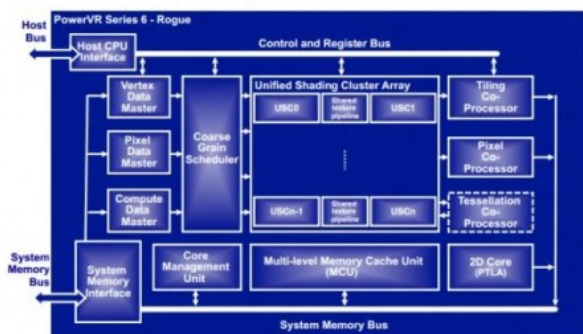 PowerVR Series 6 - Rogue
Host
Bus
Host CPU
Interface
Control and Register Bus
Vertex
Data
Master
Pixel
Data
Master
Compute
Data
Master
Coarse
Grain
Scheduler
Unified Shading Cluster Array
USC0
Shared
texture
pipeline
USC1
USCn-1
Shared
texture
pipeline
USCn
Tiling
Co-
Processor
Pixel
Co-
Processor
Tessellation
Co-
Processor
System
Memory
Bus
System
Memory
Interface
Core
Management
Unit
Multi-level Memory Cache Unit
(MCU)
2D Core
(PTLA)
System Memory Bus